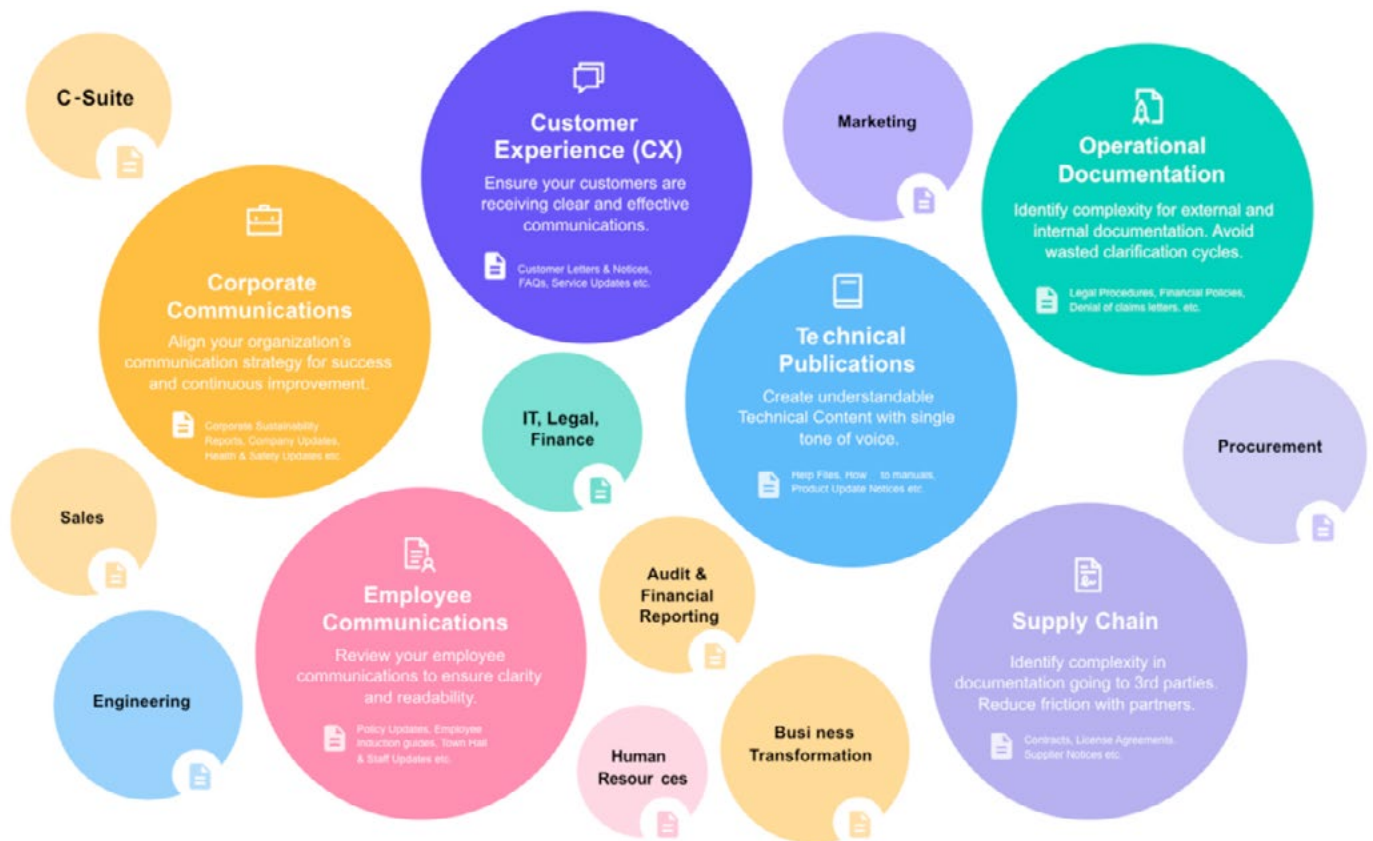 C-Suite
Customer
Experience (CX)
Ensure your customers are
receiving clear and effective
communications.
Customer Letters & Notices,
FAQs, Service Updates etc.
Marketing
Operational
Documentation
Identify complexity for external and
internal documentation. Avoid
wasted clarification cycles.
Legal Procedures, Financial Policies,
Denial of claims letters, etc.
Corporate
Communications
Align your organization's
communication strategy for success
and continuous improvement.
Corporate Sustainability
Reports, Company Updates,
Health & Safety Updates etc
IT, Legal,
Finance
Te chnical
Publications
Create understandable
Technical Content with single
tone of voice.
Help Files, How to manuals,
Product Update Notices etc.
Procurement
Sales
Employee
Communications
Review your employee
communications to ensure clarity
and readability.
Policy Updates, Employee
Induction guides, Town Hall
& Staff Updates etc.
Audit &
Financial
Reporting
Supply Chain
Identify complexity in
documentation going to 3rd parties.
Reduce friction with partners.
Contracts, License Agreements
Supplier Notices etc.
Engineering
Human
Resour ces
Busi ness
Transformation